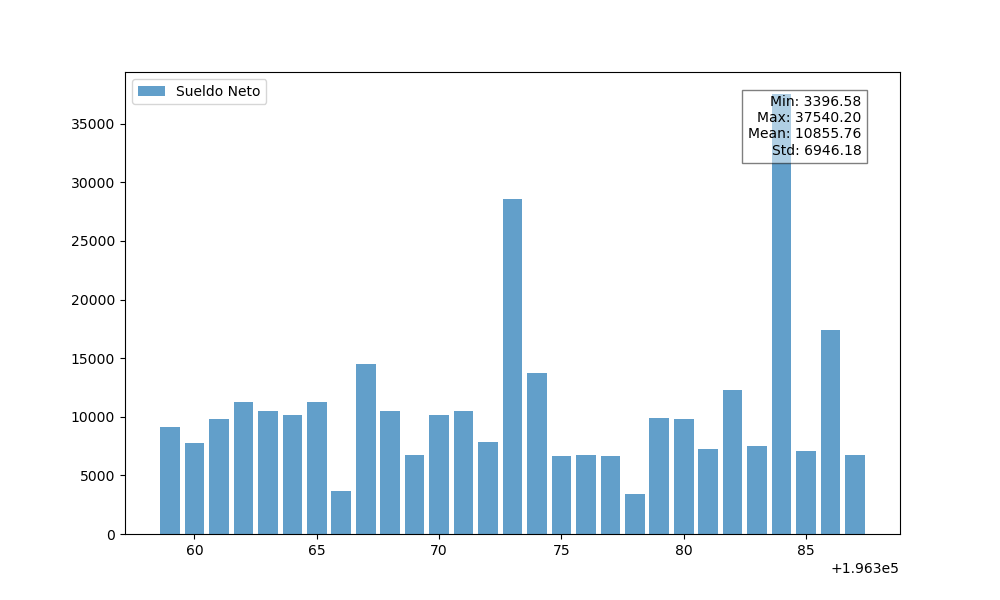 Sueldo Neto
Min: 3396.58
Max: 37540.20
Mean: 10855.76
Std: 6946.18
35000
30000
25000
20000
15000
10000
5000
0
60 65 70 75 80 85
+1.963e5